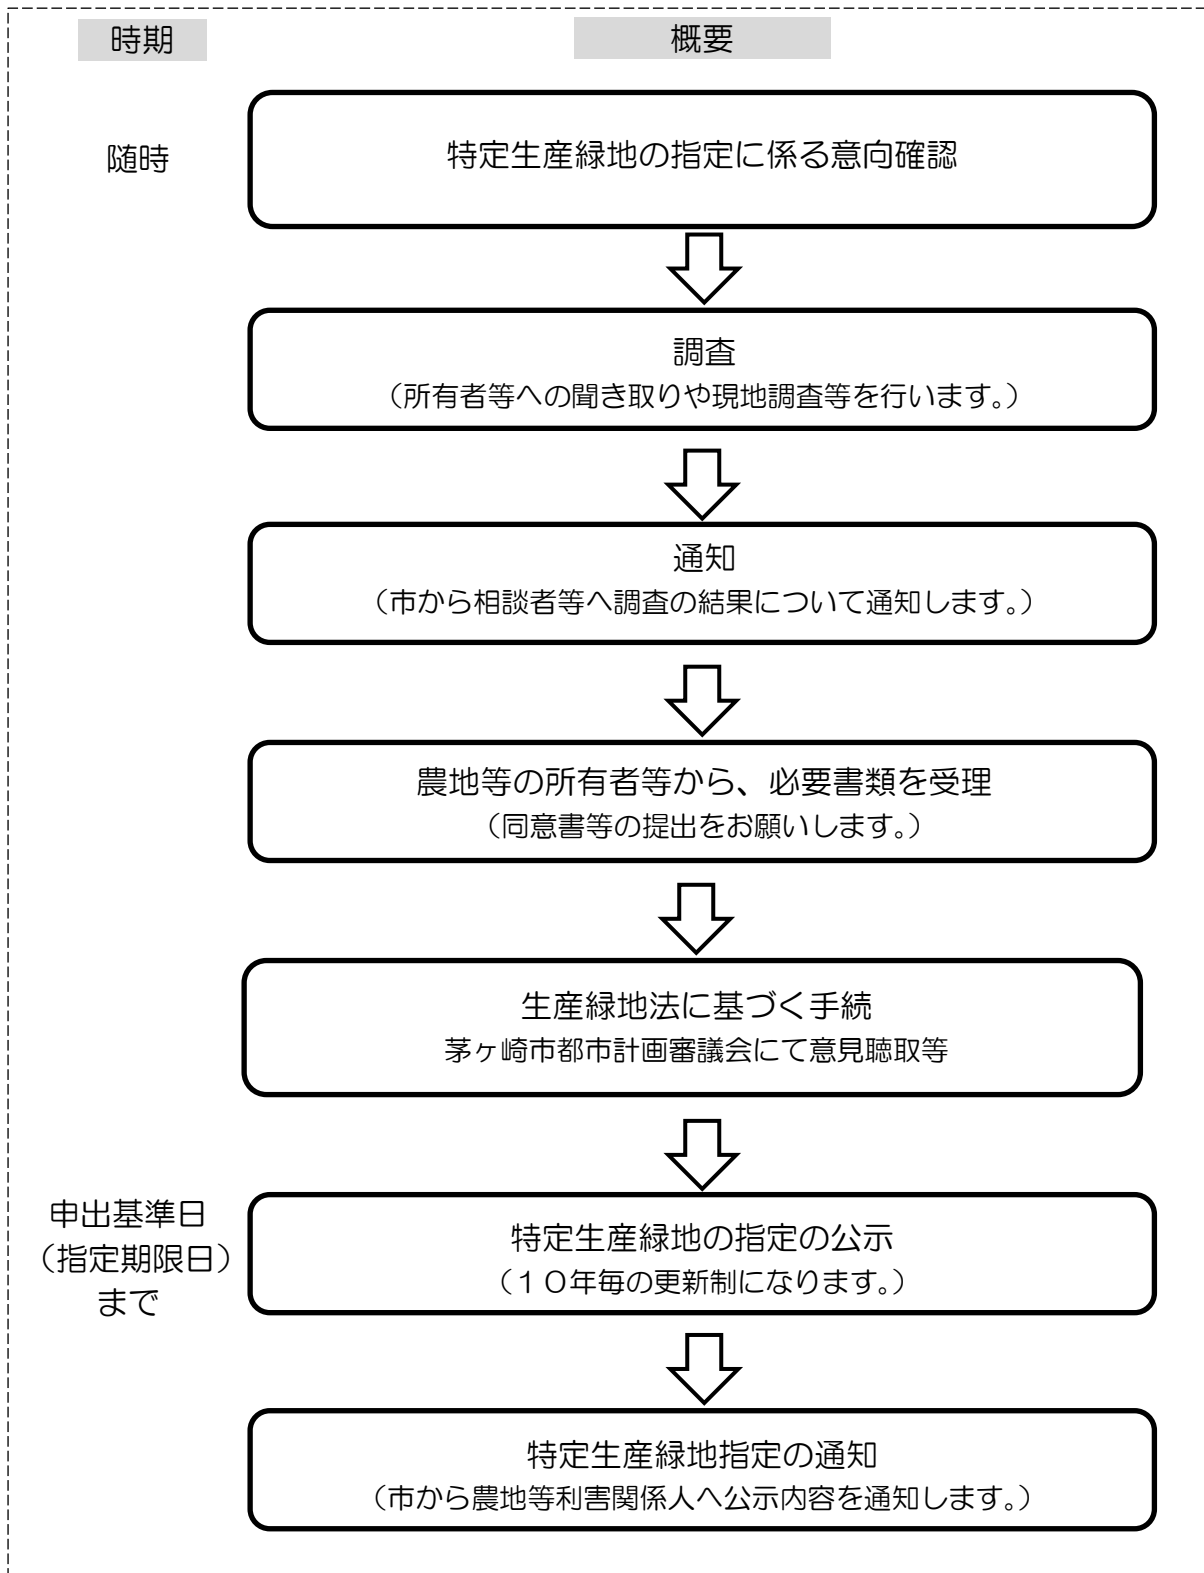 時期
概要
随時
特定生産緑地の指定に係る意向確認
調査
（所有者等への聞き取りや現地調査等を行います。）
通知
（市から相談者等へ調査の結果について通知します。）
農地等の所有者等から、必要書類を受理
（同意書等の提出をお願いします。）
生産緑地法に基づく手続
茅ヶ崎市都市計画審議会にて意見聴取等
申出基準日
（指定期限日）
まで
特定生産緑地の指定の公示
（１０年毎の更新制になります。）
特定生産緑地指定の通知
（市から農地等利害関係人へ公示内容を通知します。）